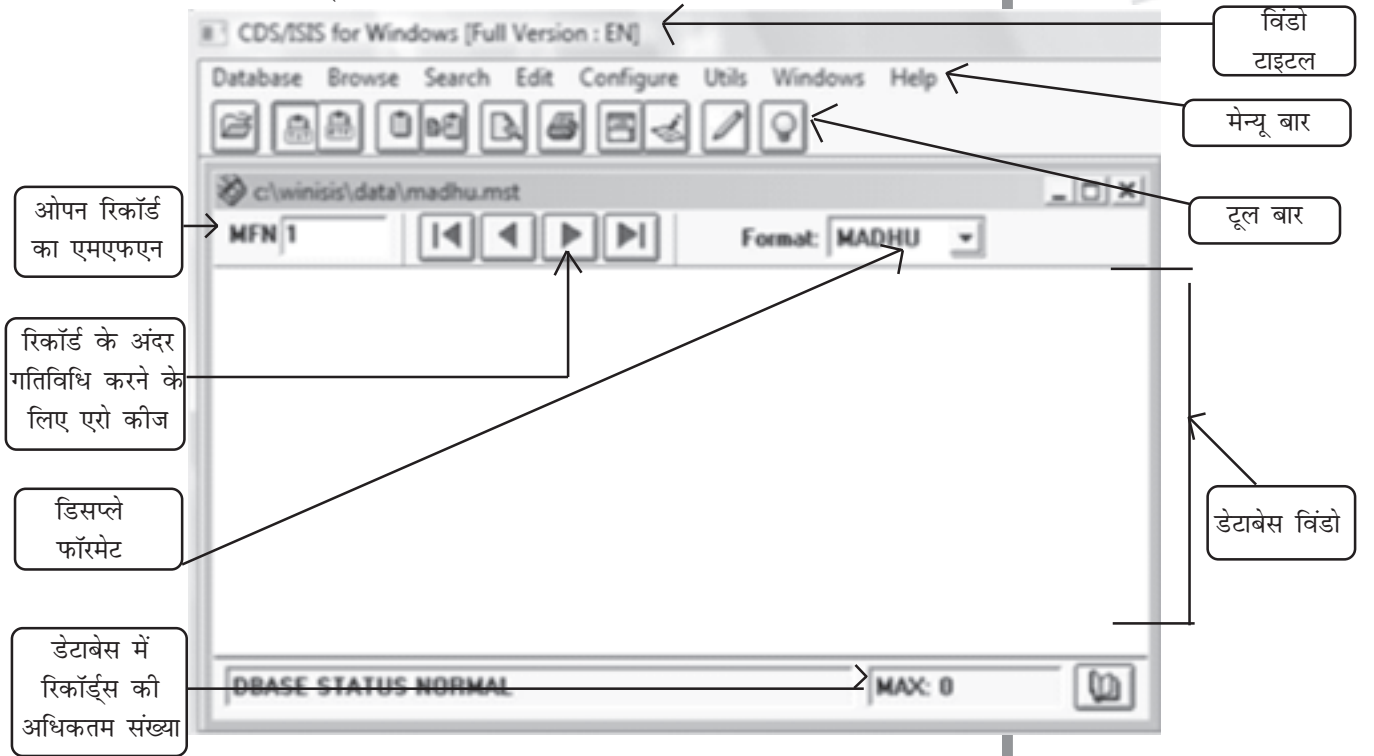 CDS/ISIS for Windows [Full Version : EN]
विंडो
टाइटल
Database Browse Search Edit Configure Utils Windows Help
मेन्यू बार
c:\winisis\data\madhu.mst
टूल बार
ओपन रिकॉर्ड
का एमएफएन
MFN 1
Format: MADHU
रिकॉर्ड के अंदर
गतिविधि करने के
लिए एरो कीज
डिसप्ले
फॉरमेट
डेटाबेस विंडो
डेटाबेस में
रिकॉर्ड्स की
अधिकतम संख्या
DBASE STATUS NORMAL
MAX: 0